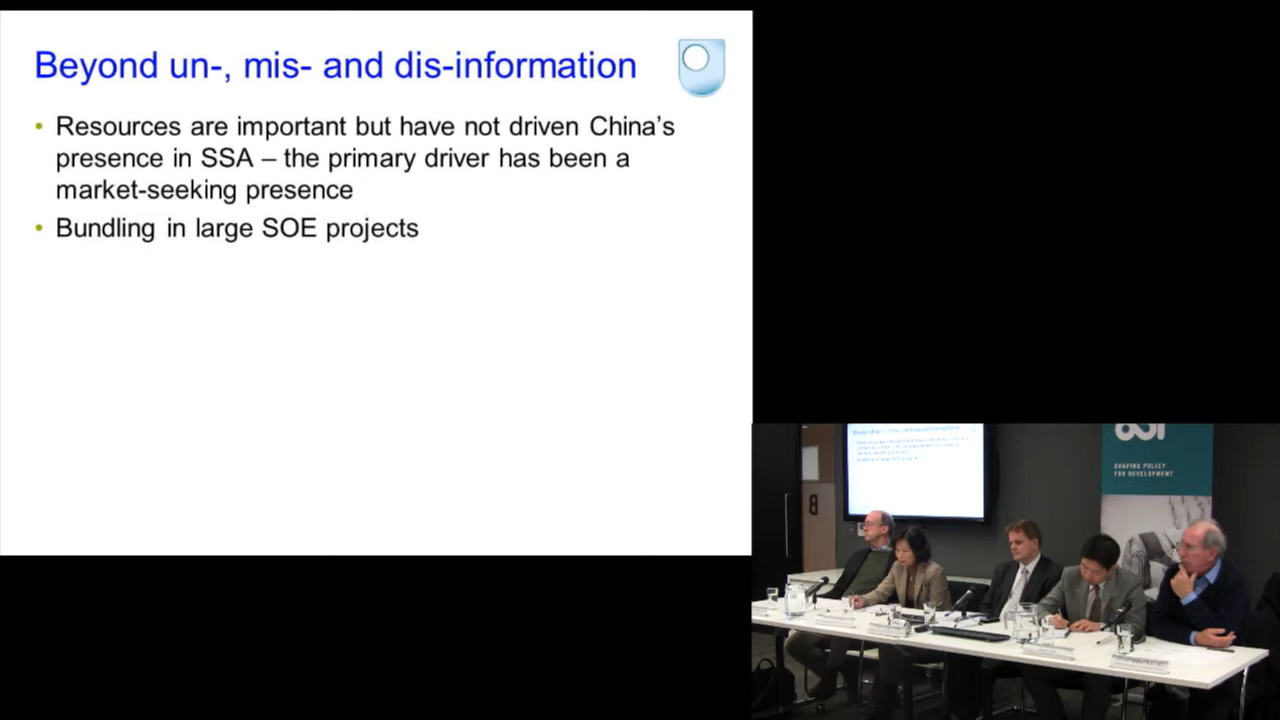 Beyond un-, mis- and dis-information
• Resources are important but have not driven China's
presence in SSA – the primary driver has been a
market-seeking presence
• Bundling in large SOE projects
SHAPING POLICY
FOR DEVELOPMENT
8